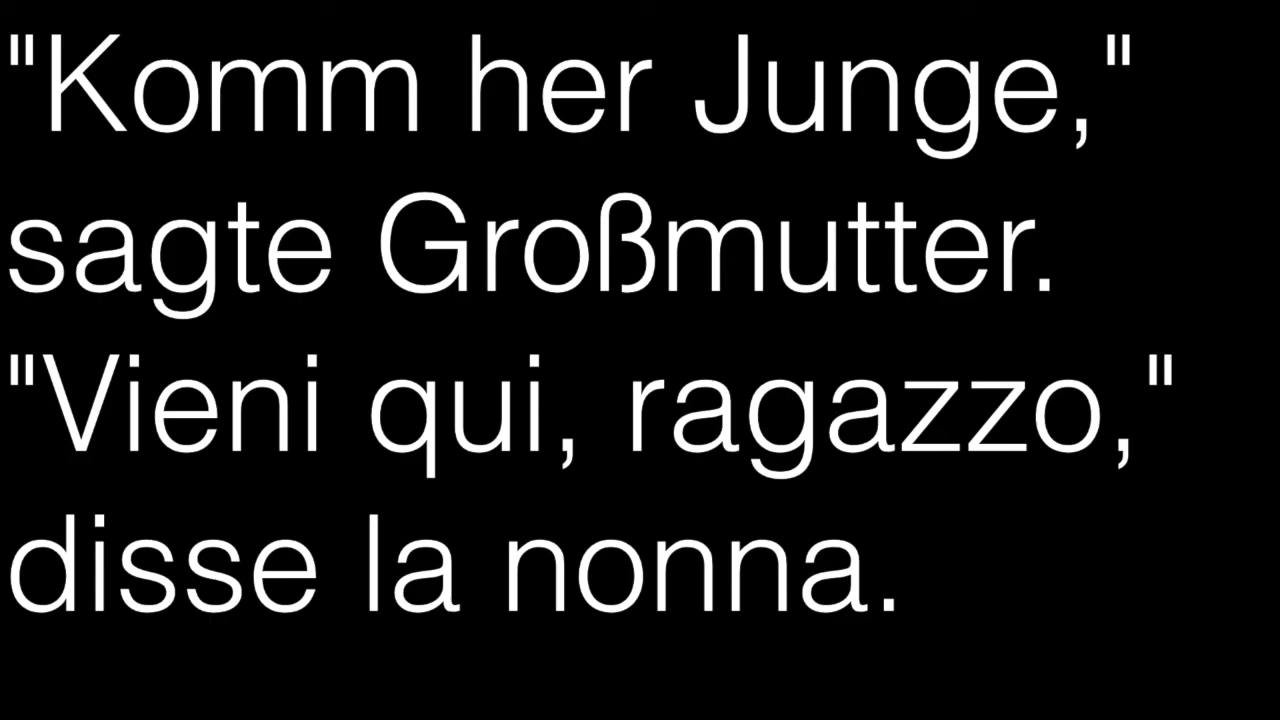 "Komm her Junge,"
sagte Großmutter.
"Vieni qui, ragazzo,"
disse la nonna.